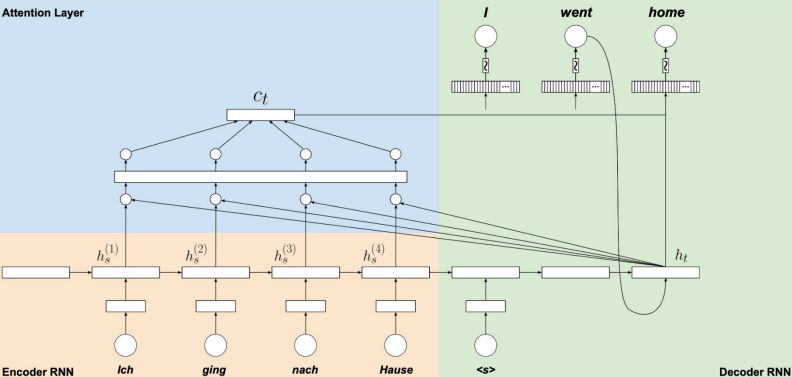 Attention Layer
I went home
... ... ...
c_t
h_s^{(1)} h_s^{(2)} h_s^{(3)} h_s^{(4)} h_t
Ich ging nach Hause <s>
Encoder RNN Decoder RNN